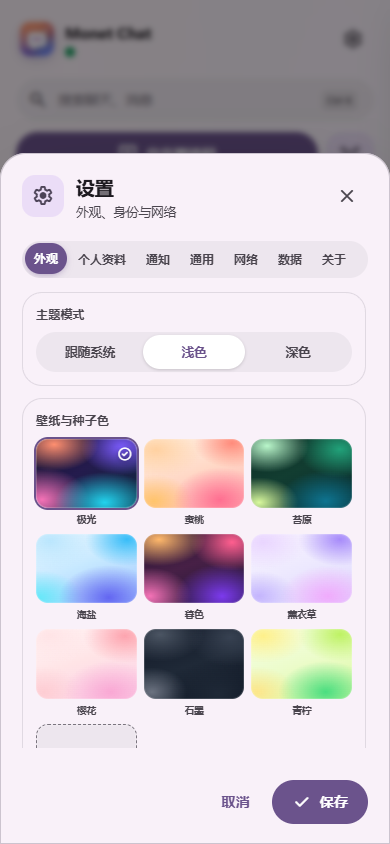 Monet Chat
设置
外观、身份与网络
外观 个人资料 通知 通用 网络 数据 关于
主题模式
跟随系统 浅色 深色
壁纸与种子色
极光 蜜桃 苔原
海盐 暮色 薰衣草
樱花 石墨 青柠
取消 保存